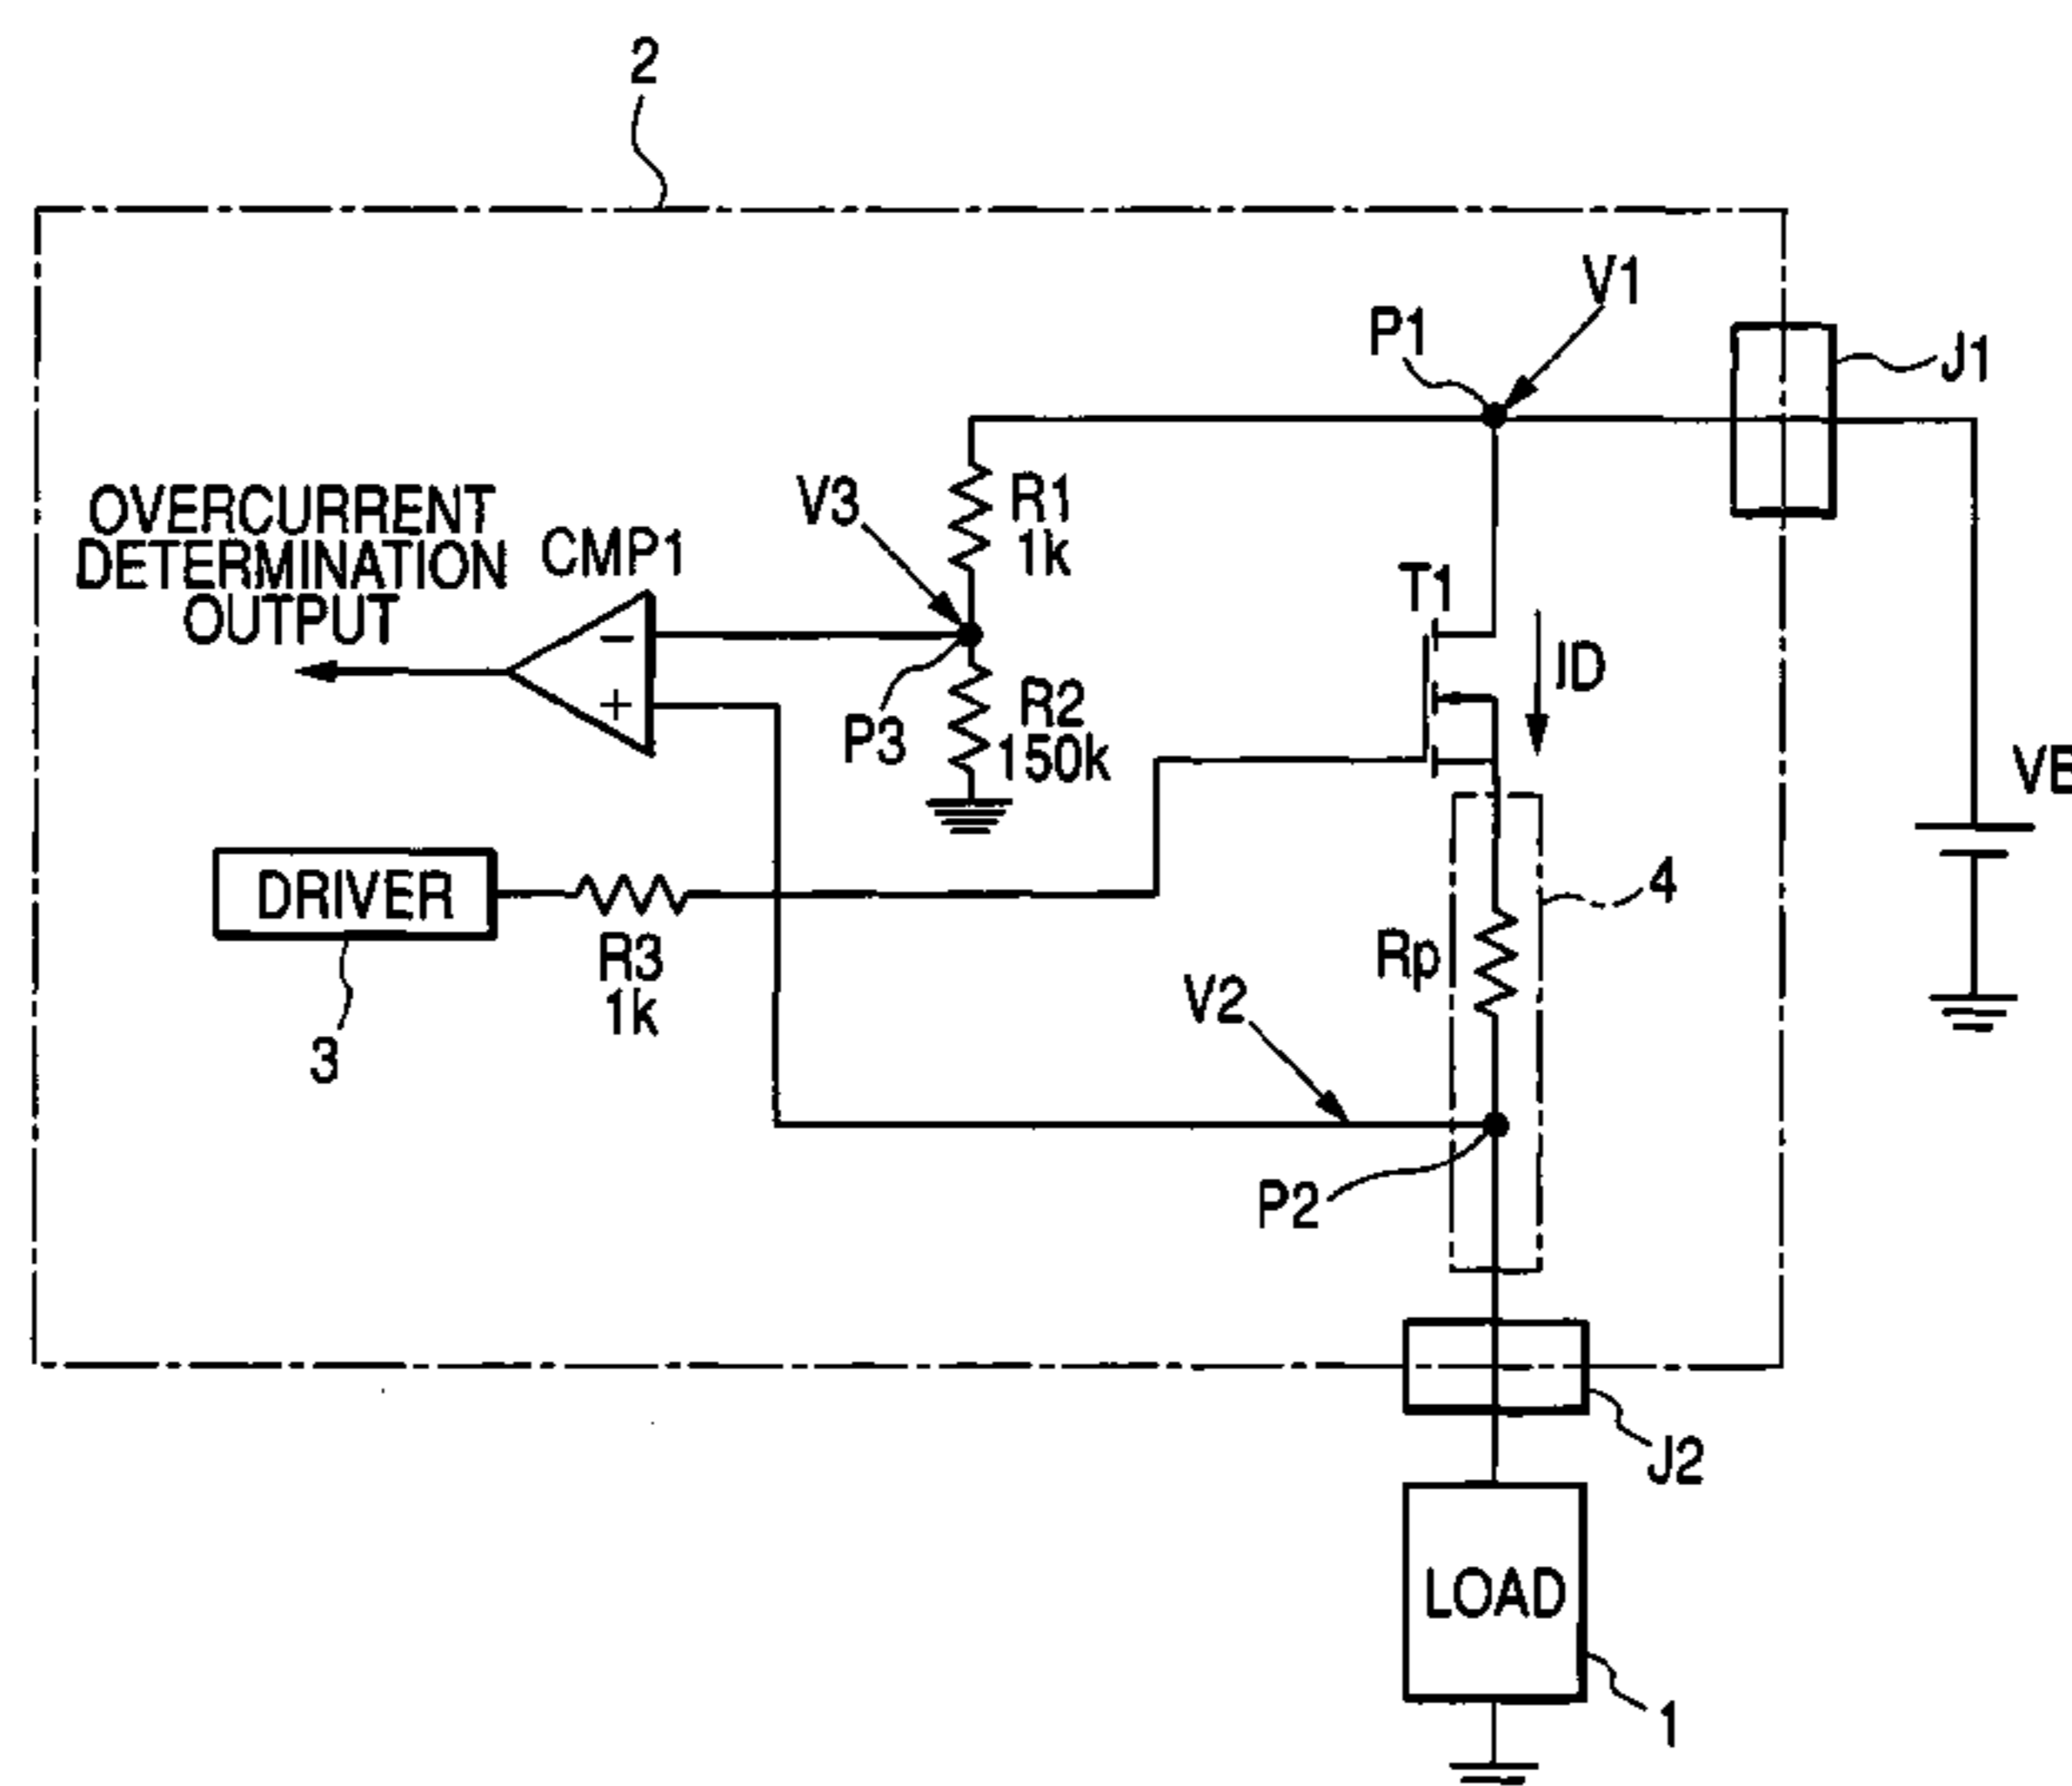 2
V1
P1
J1
OVERCURRENT
DETERMINATION
OUTPUT
CMP1
V3
R1
1k
T1
ID
−
+
P3
R2
150k
VB
DRIVER
R3
1k
3
4
Rp
V2
P2
J2
LOAD
1